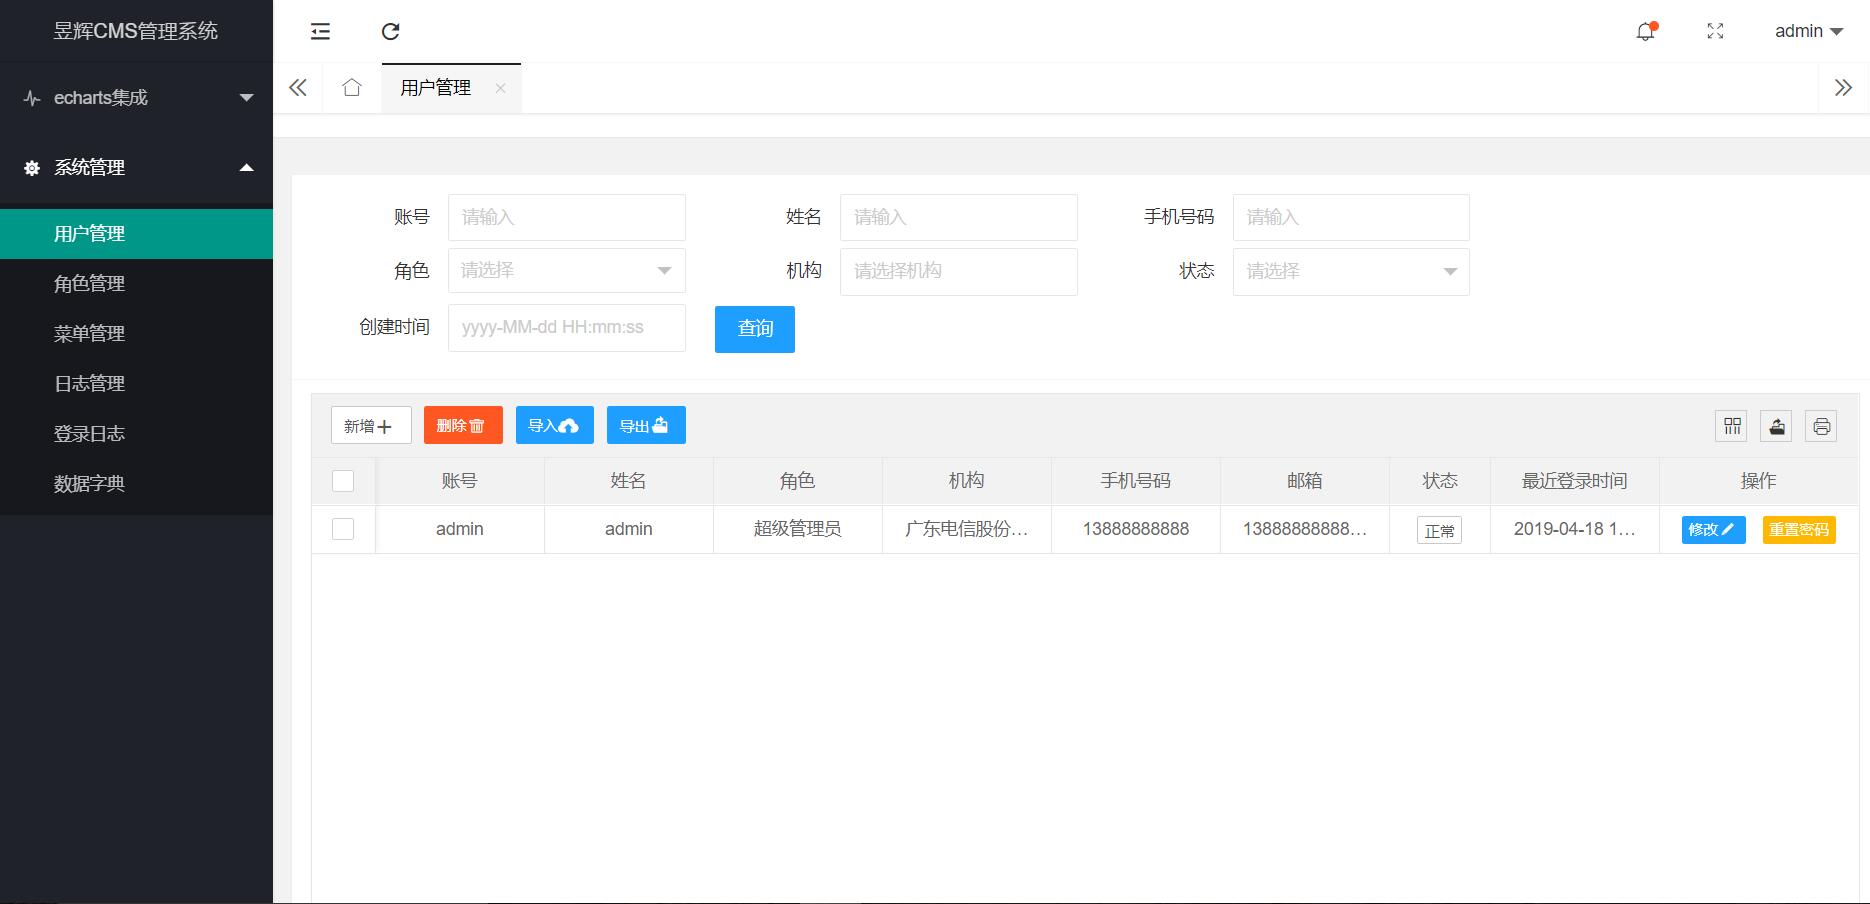 昱辉CMS管理系统
admin
echarts集成
用户管理
系统管理
用户管理
角色管理
菜单管理
日志管理
登录日志
数据字典
账号 请输入 姓名 请输入 手机号码 请输入
角色 请选择 机构 请选择机构 状态 请选择
创建时间 yyyy-MM-dd HH:mm:ss 查询
新增 删除 导入 导出
账号 姓名 角色 机构 手机号码 邮箱 状态 最近登录时间 操作
admin admin 超级管理员 广东电信股份... 13888888888 13888888888... 正常 2019-04-18 1... 修改 重置密码